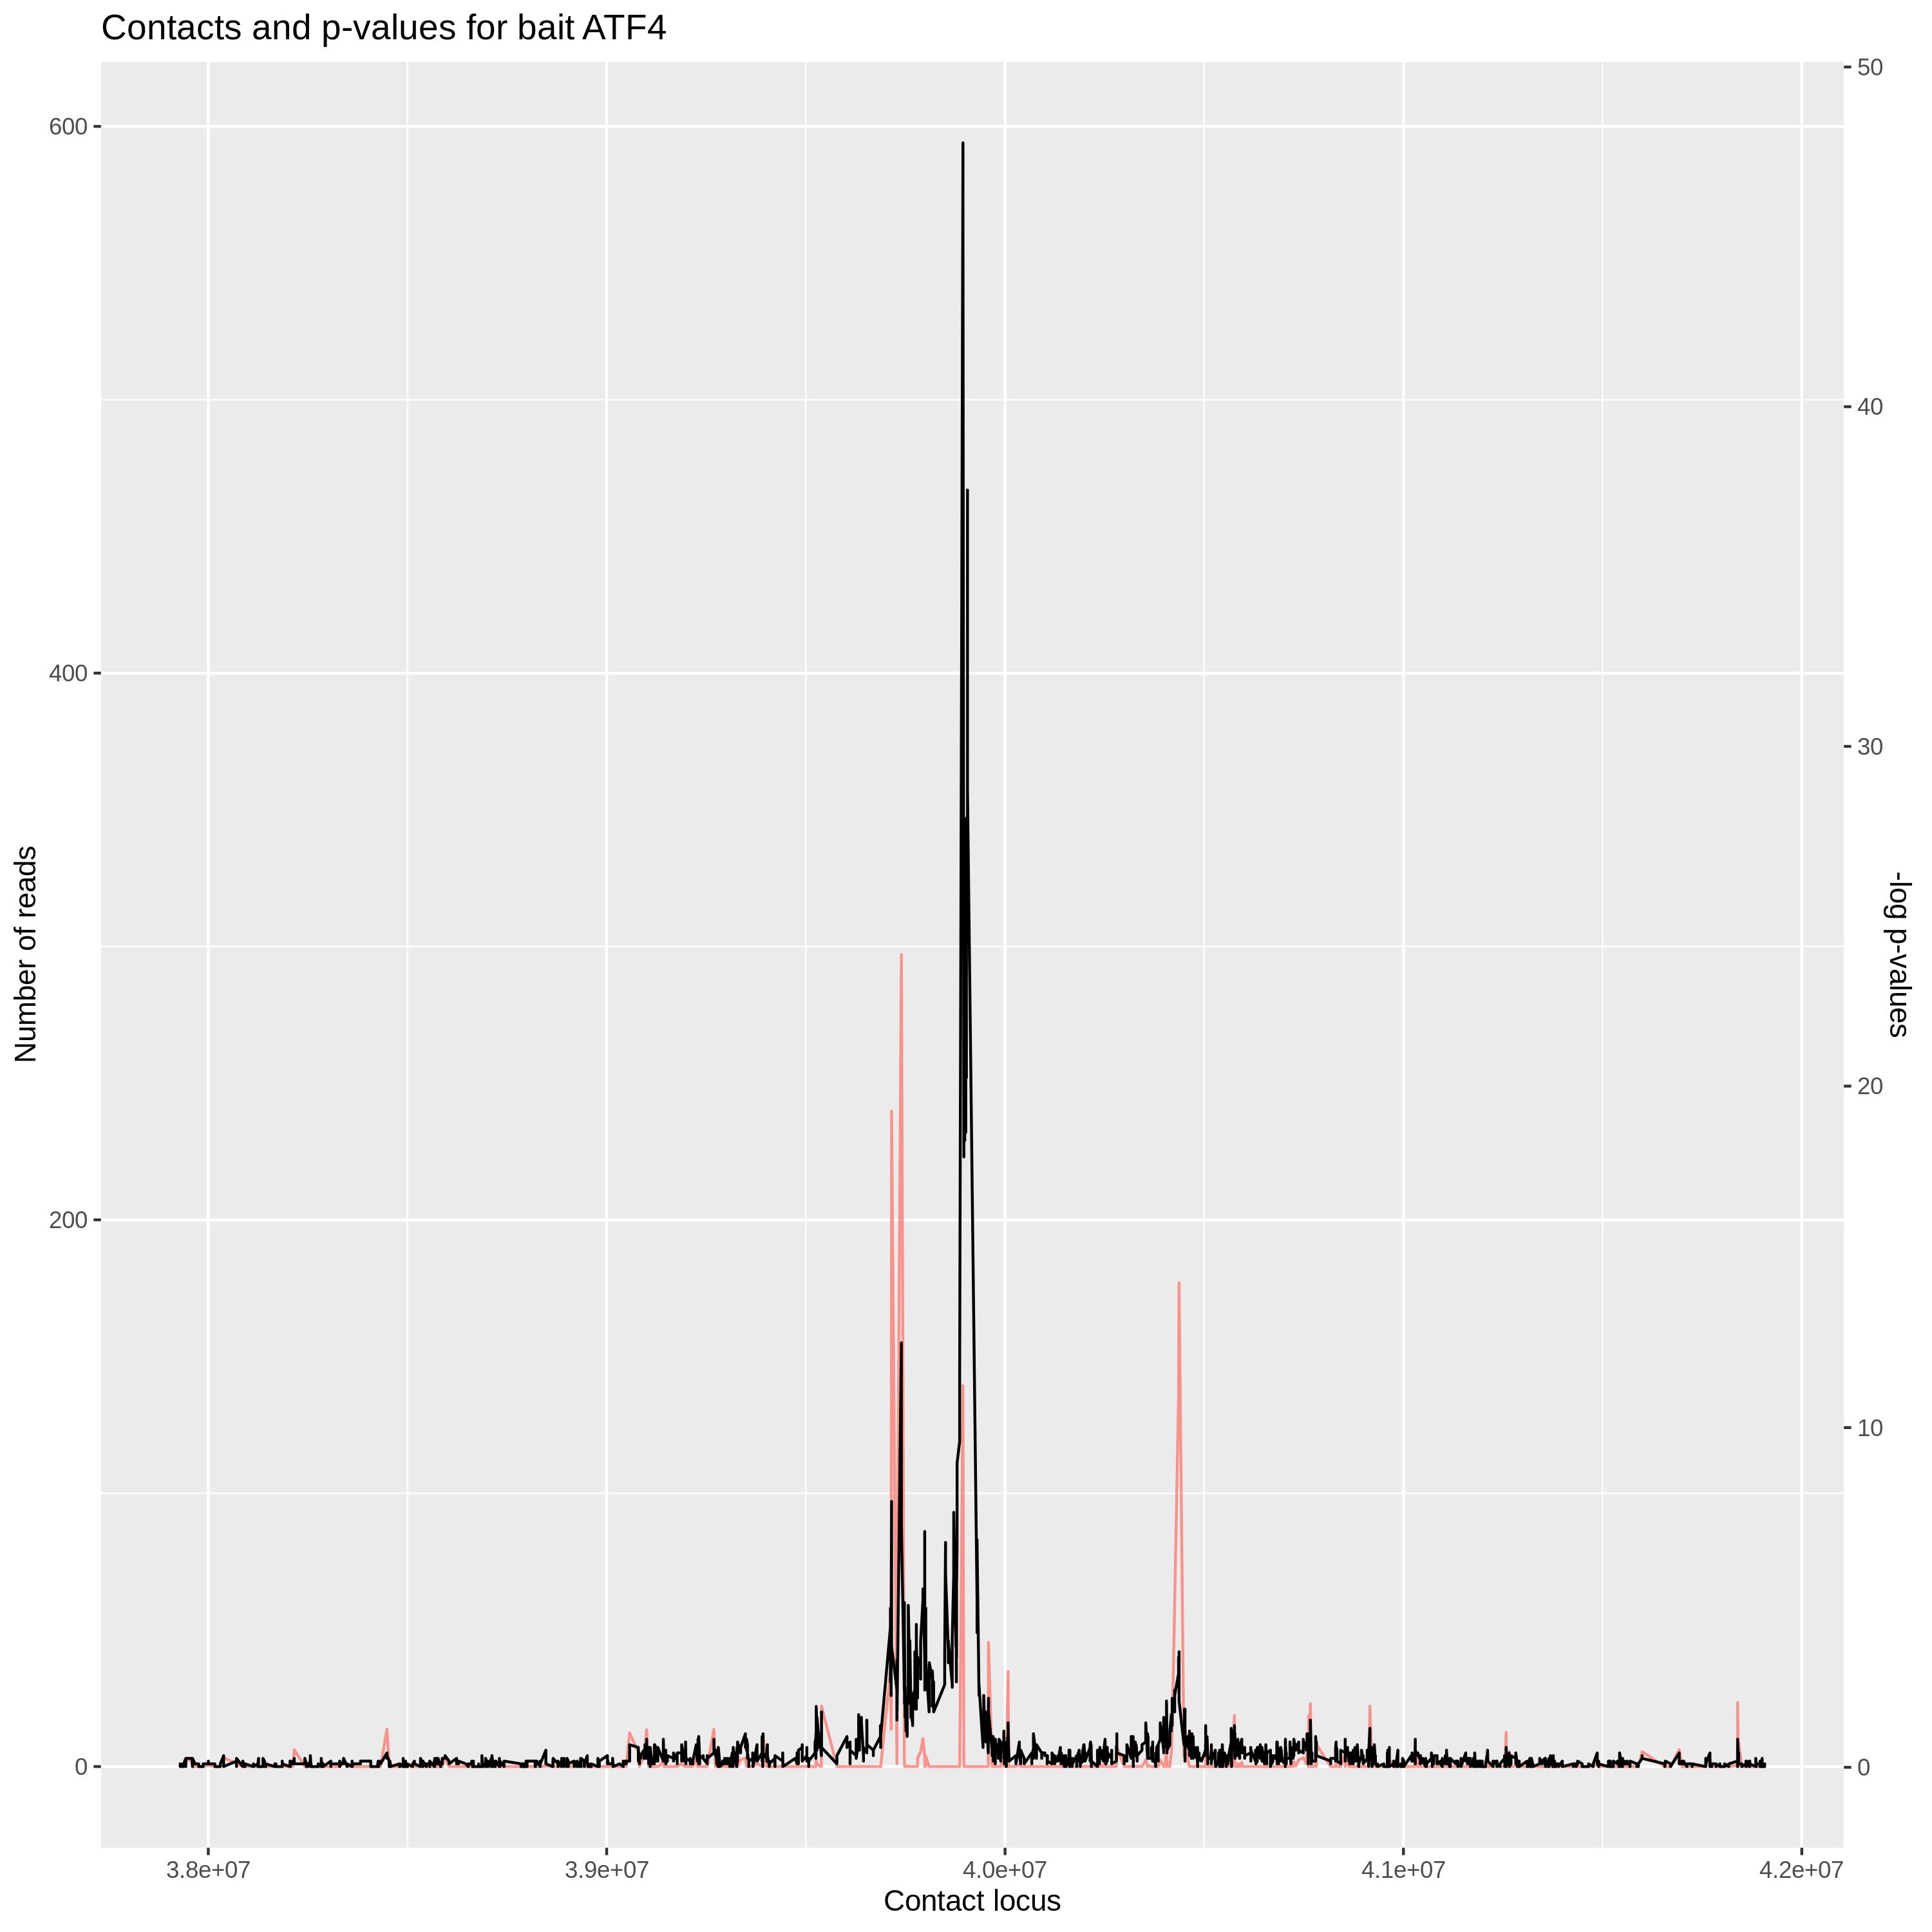 Contacts and p-values for bait ATF4
600
400
200
0
Number of reads
50
40
30
20
10
0
-log p-values
3.8e+07
3.9e+07
4.0e+07
4.1e+07
4.2e+07
Contact locus